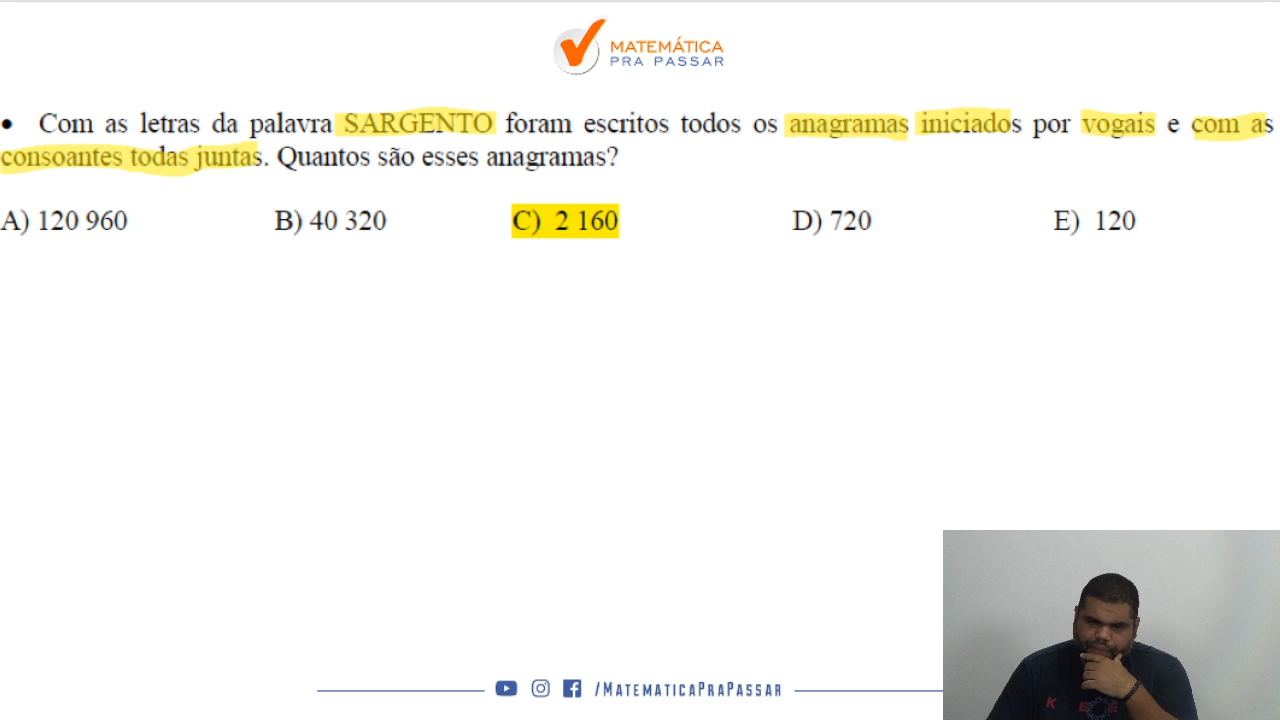 MATEMÁTICA
PRA PASSAR
• Com as letras da palavra SARGENTO foram escritos todos os anagramas iniciados por vogais e com as
consoantes todas juntas. Quantos são esses anagramas?
A) 120 960 B) 40 320 C) 2 160 D) 720 E) 120
/MATEMATICAPRAPASSAR